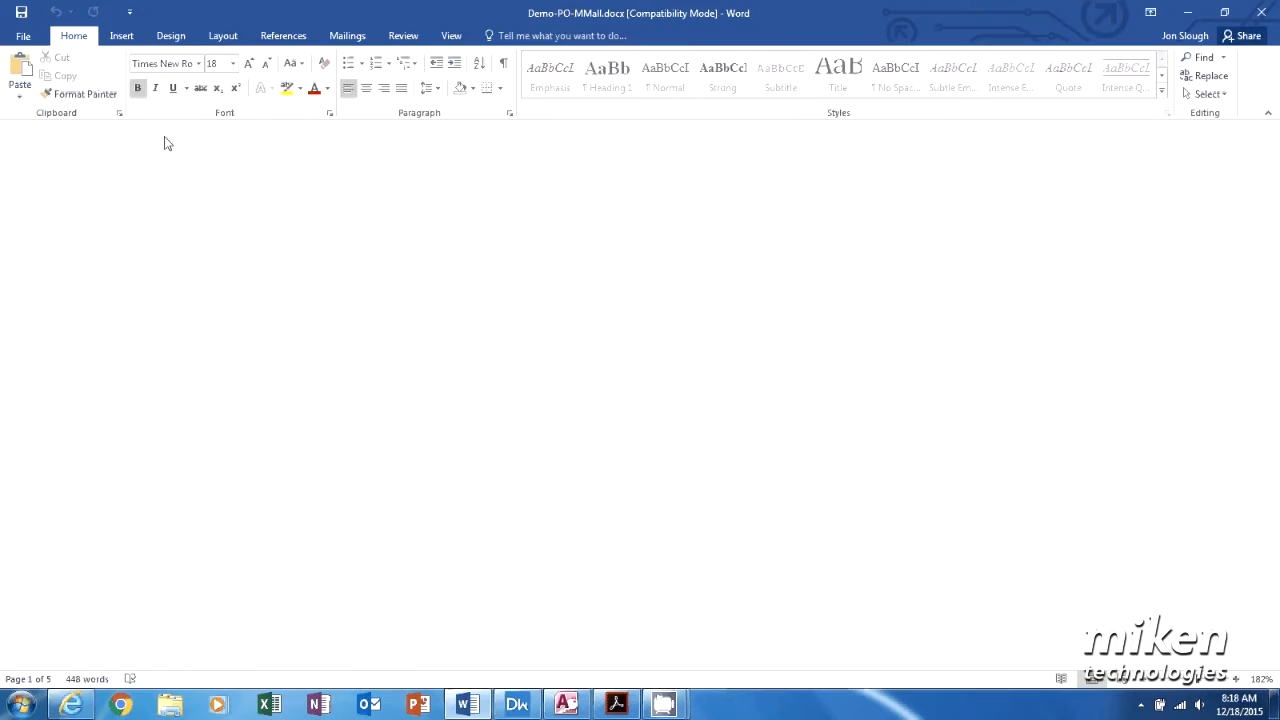 Demo-PO-MMall.docx [Compatibility Mode] - Word
File Home Insert Design Layout References Mailings Review View Tell me what you want to do... Jon Slough Share
Paste
Cut
Copy
Format Painter
Clipboard
Times New Ro 18
Font
Paragraph
AaBbCcI AaBb AaBbCcI AaBbCcl AaBbCcE AaB AaBbCcI AaBbCcI AaBbCcI AaBbCcI AaBbCcI
Emphasis ¶ Heading 1 ¶ Normal Strong Subtitle Title ¶ No Spac... Subtle Em... Intense E... Quote Intense Q...
Styles
Find
Replace
Select
Editing
miken
technologies
Page 1 of 5 448 words
182%
8:18 AM
12/18/2015